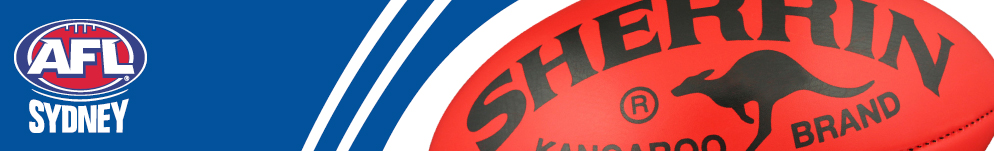 AFL
®
SYDNEY
SHERRIN
®
KANGAROO BRAND